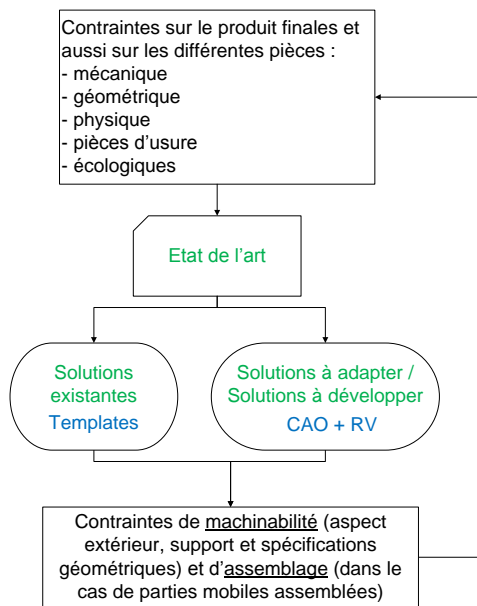 Contraintes sur le produit finales et
aussi sur les différentes pièces :
- mécanique
- géométrique
- physique
- pièces d'usure
- écologiques
Etat de l'art
Solutions
existantes
Templates
Solutions à adapter /
Solutions à développer
CAO + RV
Contraintes de machinabilité (aspect
extérieur, support et spécifications
géométriques) et d'assemblage (dans le
cas de parties mobiles assemblées)